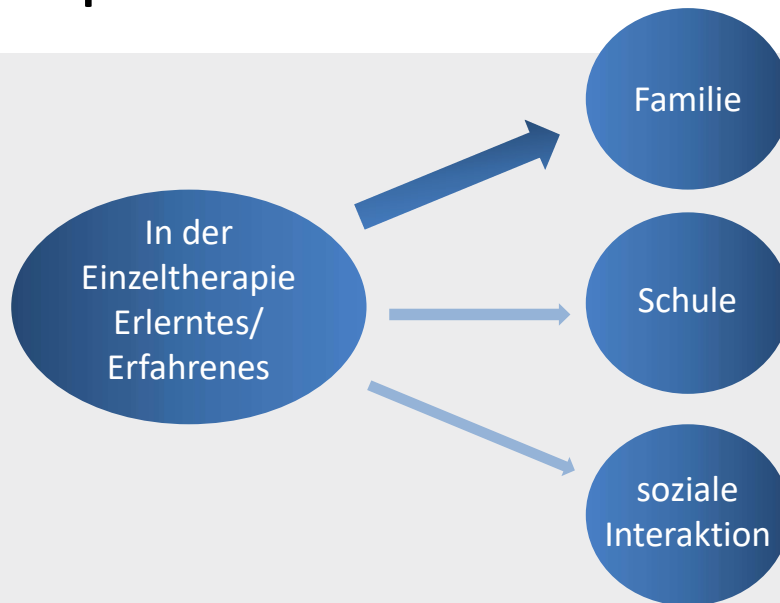 In der
Einzeltherapie
Erlerntes/
Erfahrenes
Familie
Schule
soziale
Interaktion